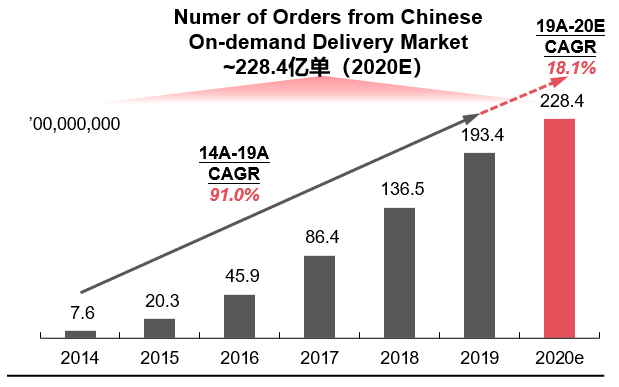 Numer of Orders from Chinese
On-demand Delivery Market
~228.4亿单（2020E）
19A-20E
CAGR
18.1%
’00,000,000
14A-19A
CAGR
91.0%
7.6
20.3
45.9
86.4
136.5
193.4
228.4
2014
2015
2016
2017
2018
2019
2020e